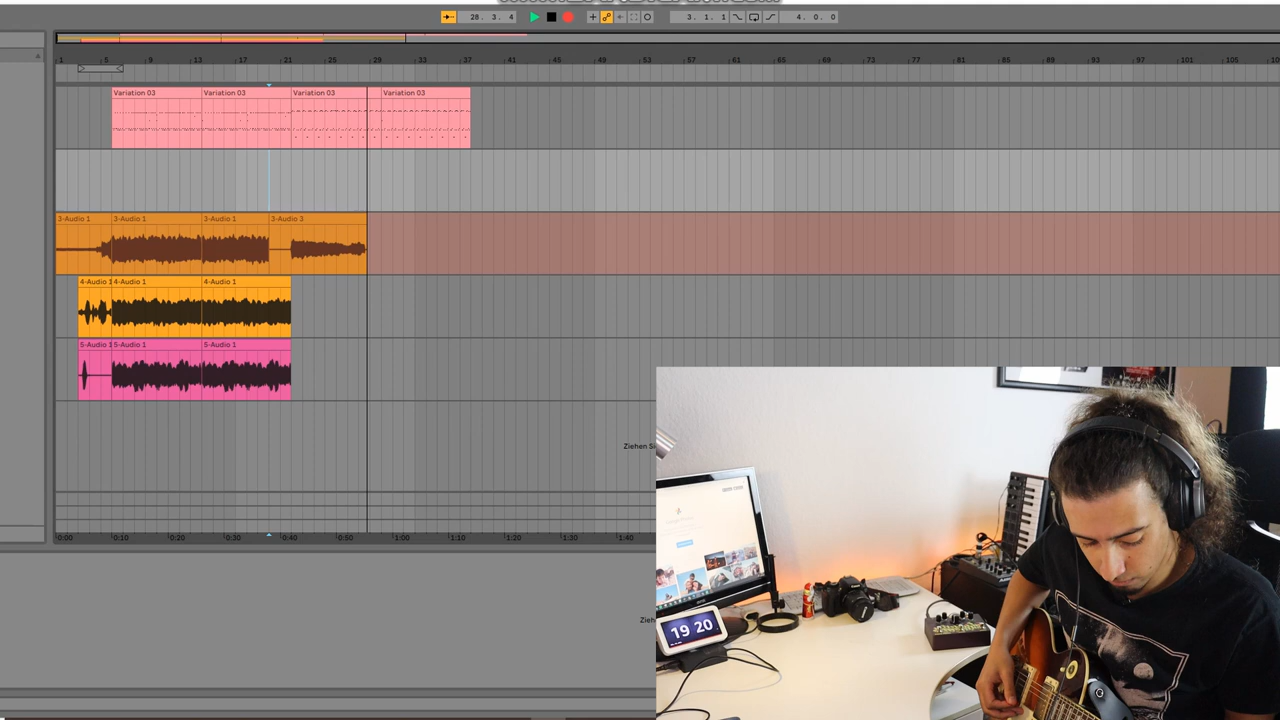 28. 3. 4
3. 1. 1
4. 0. 0
1 5 9 13 17 21 25 29 33 37 41 45 49 53 57 61 65 69 73 77 81 85 89 93 97 101 105
Variation 03 Variation 03 Variation 03 Variation 03
3-Audio 1 3-Audio 1 3-Audio 1 3-Audio 3
4-Audio 1 4-Audio 1 4-Audio 1
5-Audio 1 5-Audio 1 5-Audio 1
Ziehen Si
0:00 0:10 0:20 0:30 0:40 0:50 1:00 1:10 1:20 1:30 1:40
Zieh
19 20